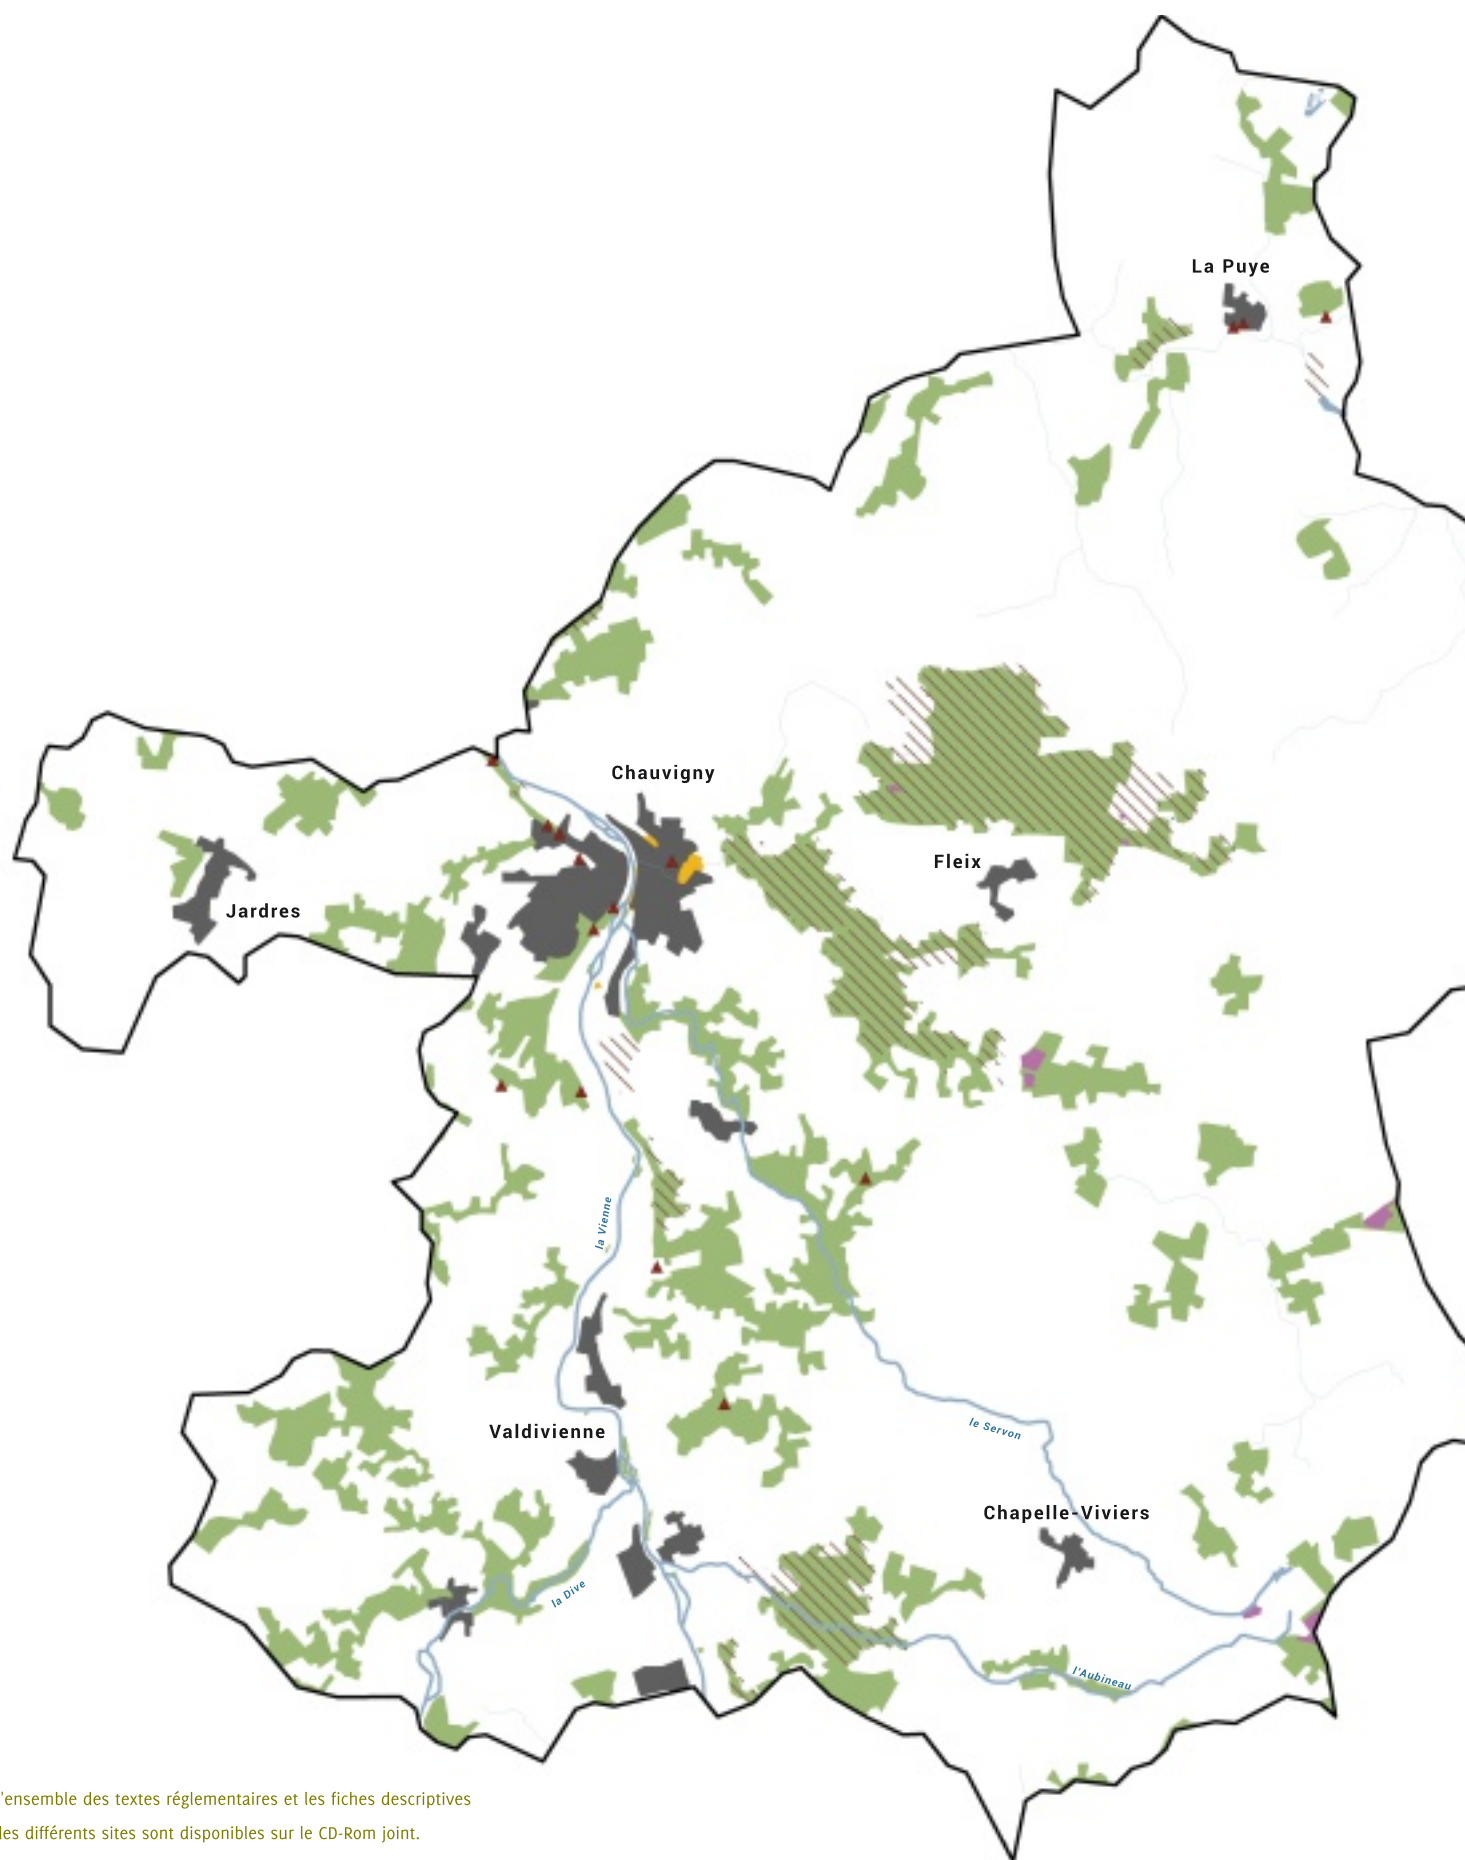 La Puye
Chauvigny
Fleix
Jardres
la Vienne
le Servon
Valdivienne
Chapelle-Viviers
la Dive
l'Aubineau
'ensemble des textes réglementaires et les fiches descriptives
les différents sites sont disponibles sur le CD-Rom joint.